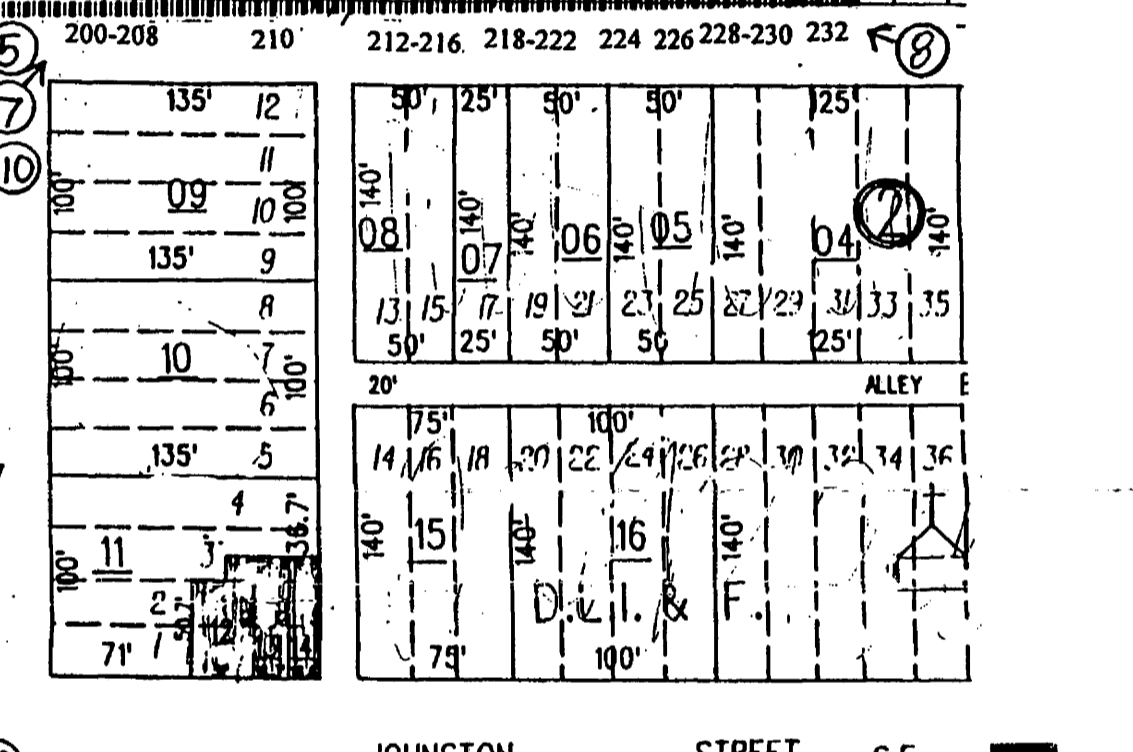 200-208 210 212-216 218-222 224 226 228-230 232 8
5
7
10
135' 12
11
100' 09 10 100'
135' 9
8
100' 10 7 100'
6
135' 5
4 38.7'
100' 11 3
2 50.7'
71' 1
50' 25' 50' 50' 25'
140' 140' 140' 140' 140' 140'
08 07 06 05 04 2
13 15 17 19 21 23 25 27 29 31 33 35
50' 25' 50' 50 25'
20' ALLEY
75' 100'
14 16 18 20 22 24 26 28 30 32 34 36
140' 15 140' 16 140'
D. L. I. & F.
75' 100'
JOHNSTON STREET